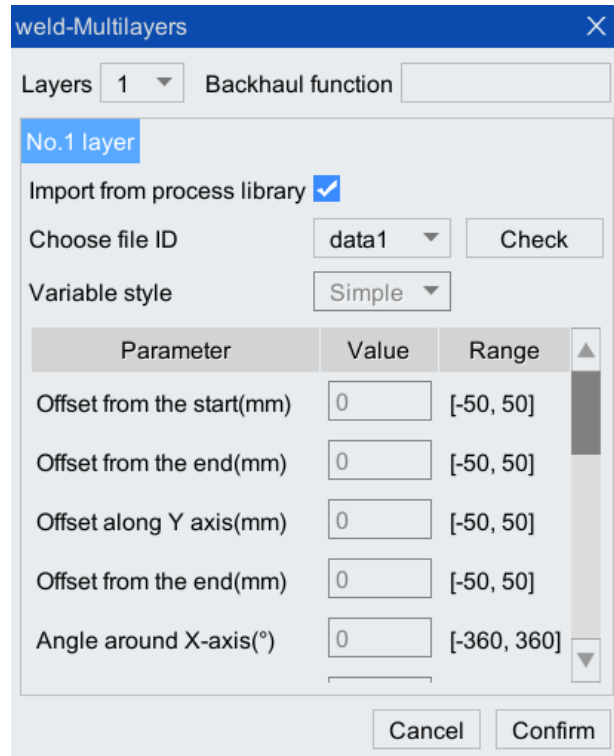 weld-Multilayers
Layers 1 Backhaul function
No.1 layer
Import from process library
Choose file ID data1 Check
Variable style Simple
Parameter Value Range
Offset from the start(mm) 0 [-50, 50]
Offset from the end(mm) 0 [-50, 50]
Offset along Y axis(mm) 0 [-50, 50]
Offset from the end(mm) 0 [-50, 50]
Angle around X-axis(°) 0 [-360, 360]
Cancel Confirm